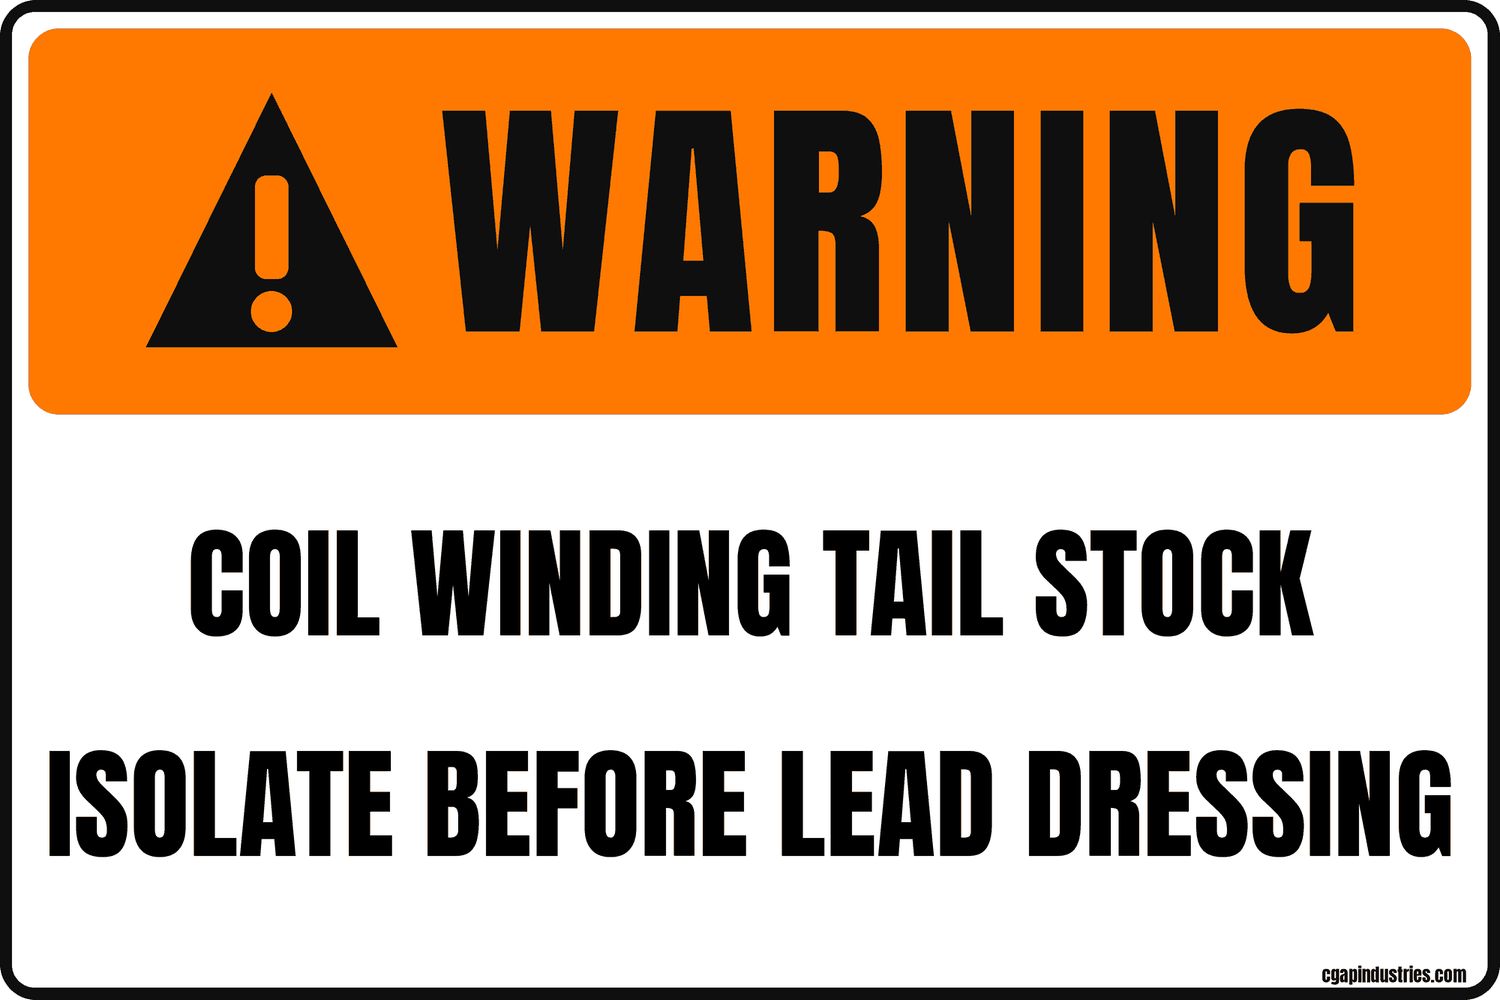 WARNING
COIL WINDING TAIL STOCK
ISOLATE BEFORE LEAD DRESSING
cgapindustries.com